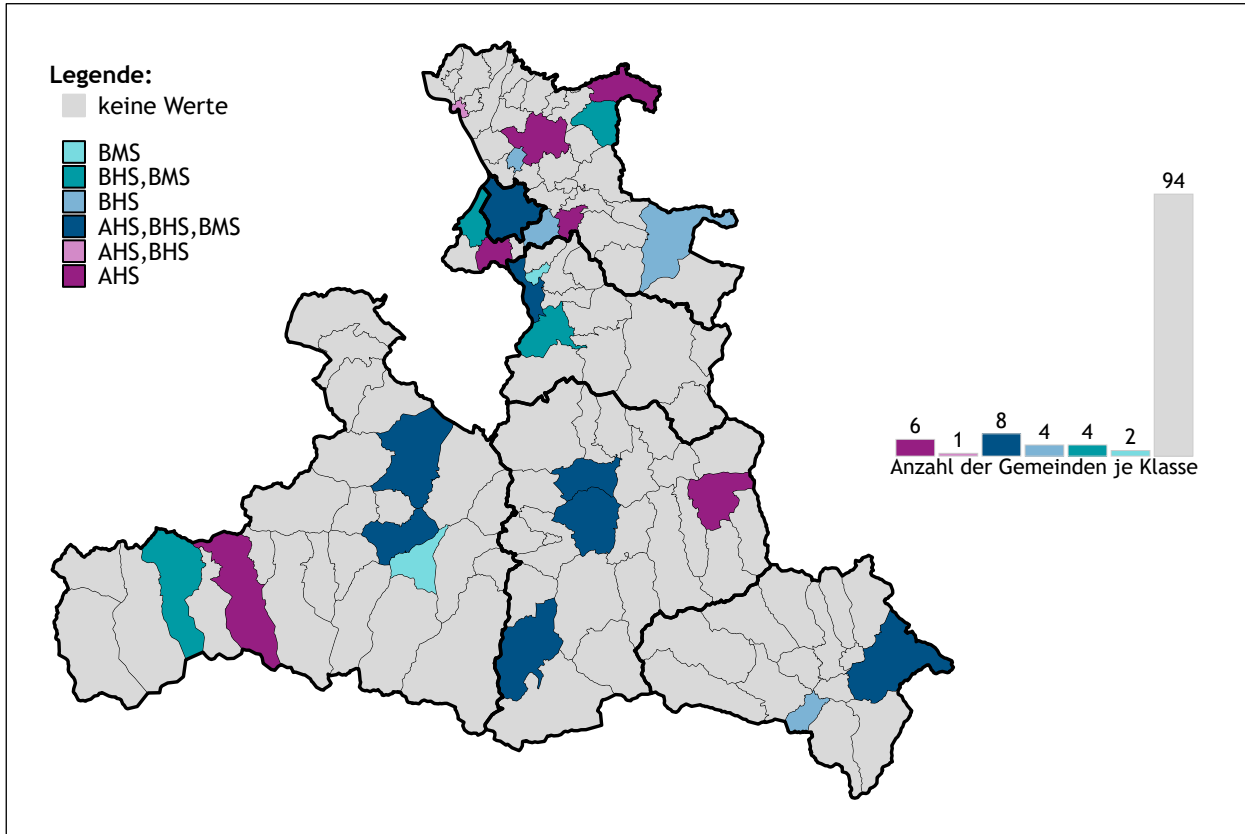 Legende:
keine Werte
BMS
BHS,BMS
BHS
AHS,BHS,BMS
AHS,BHS
AHS
94
6
1
8
4
4
2
Anzahl der Gemeinden je Klasse